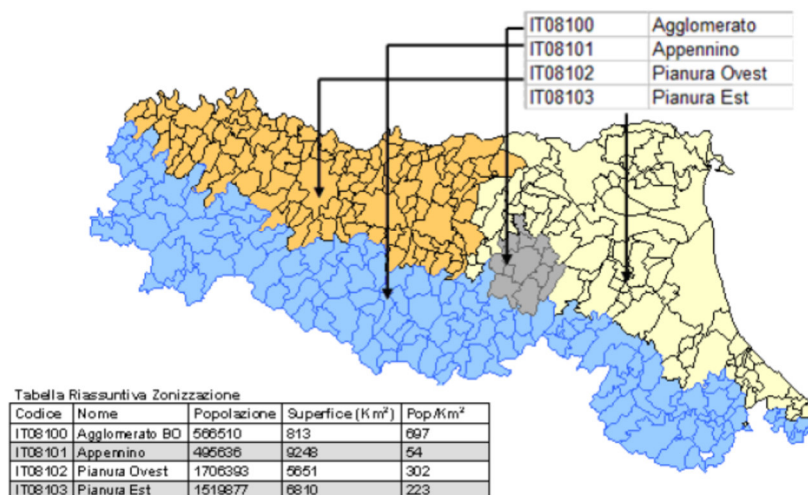 IT08100 Agglomerato
IT08101 Appennino
IT08102 Pianura Ovest
IT08103 Pianura Est
Tabella Riassuntiva Zonizzazione
Codice Nome Popolazione Superfice (Km²) Pop/Km²
IT08100 Agglomerato BO 566510 813 697
IT08101 Appennino 495636 9248 54
IT08102 Pianura Ovest 1706393 5651 302
IT08103 Pianura Est 1519877 6810 223